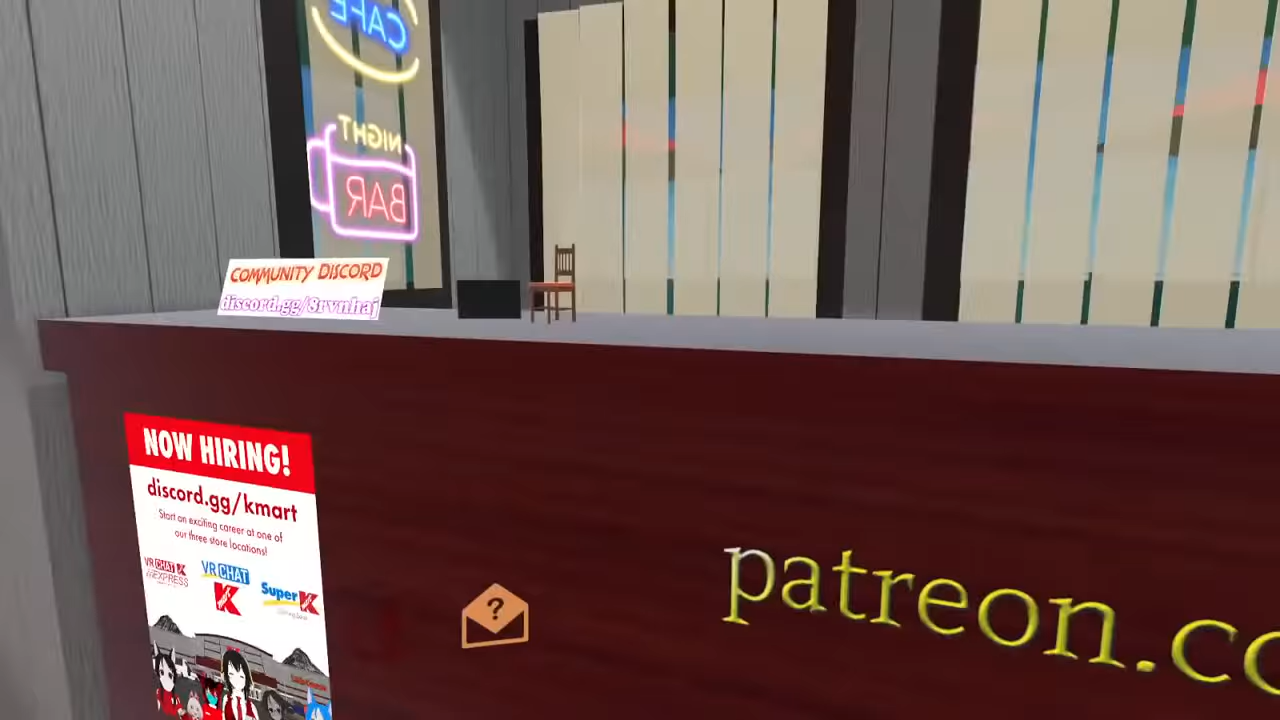 CAFE
NIGHT
BAR
COMMUNITY DISCORD
discord.gg/8rvnhaj
NOW HIRING!
discord.gg/kmart
Start an exciting career at one of
our three store locations!
VR CHAT K
EXPRESS
VR CHAT
K
Super K
?
patreon.co